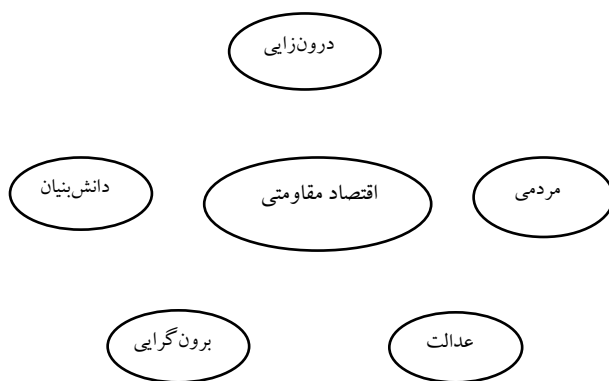 درون‌زایی
مردمی
اقتصاد مقاومتی
دانش‌بنیان
عدالت
برون‌گرایی